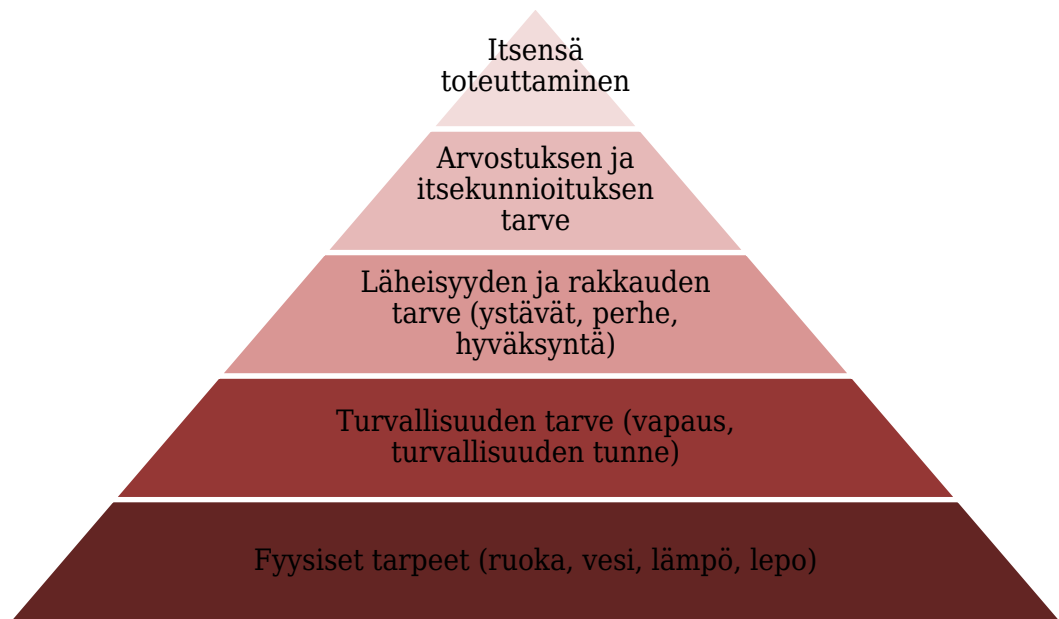 Itsensä
toteuttaminen
Arvostuksen ja
itsekunnioituksen
tarve
Läheisyyden ja rakkauden
tarve (ystävät, perhe,
hyväksyntä)
Turvallisuuden tarve (vapaus,
turvallisuuden tunne)
Fyysiset tarpeet (ruoka, vesi, lämpö, lepo)